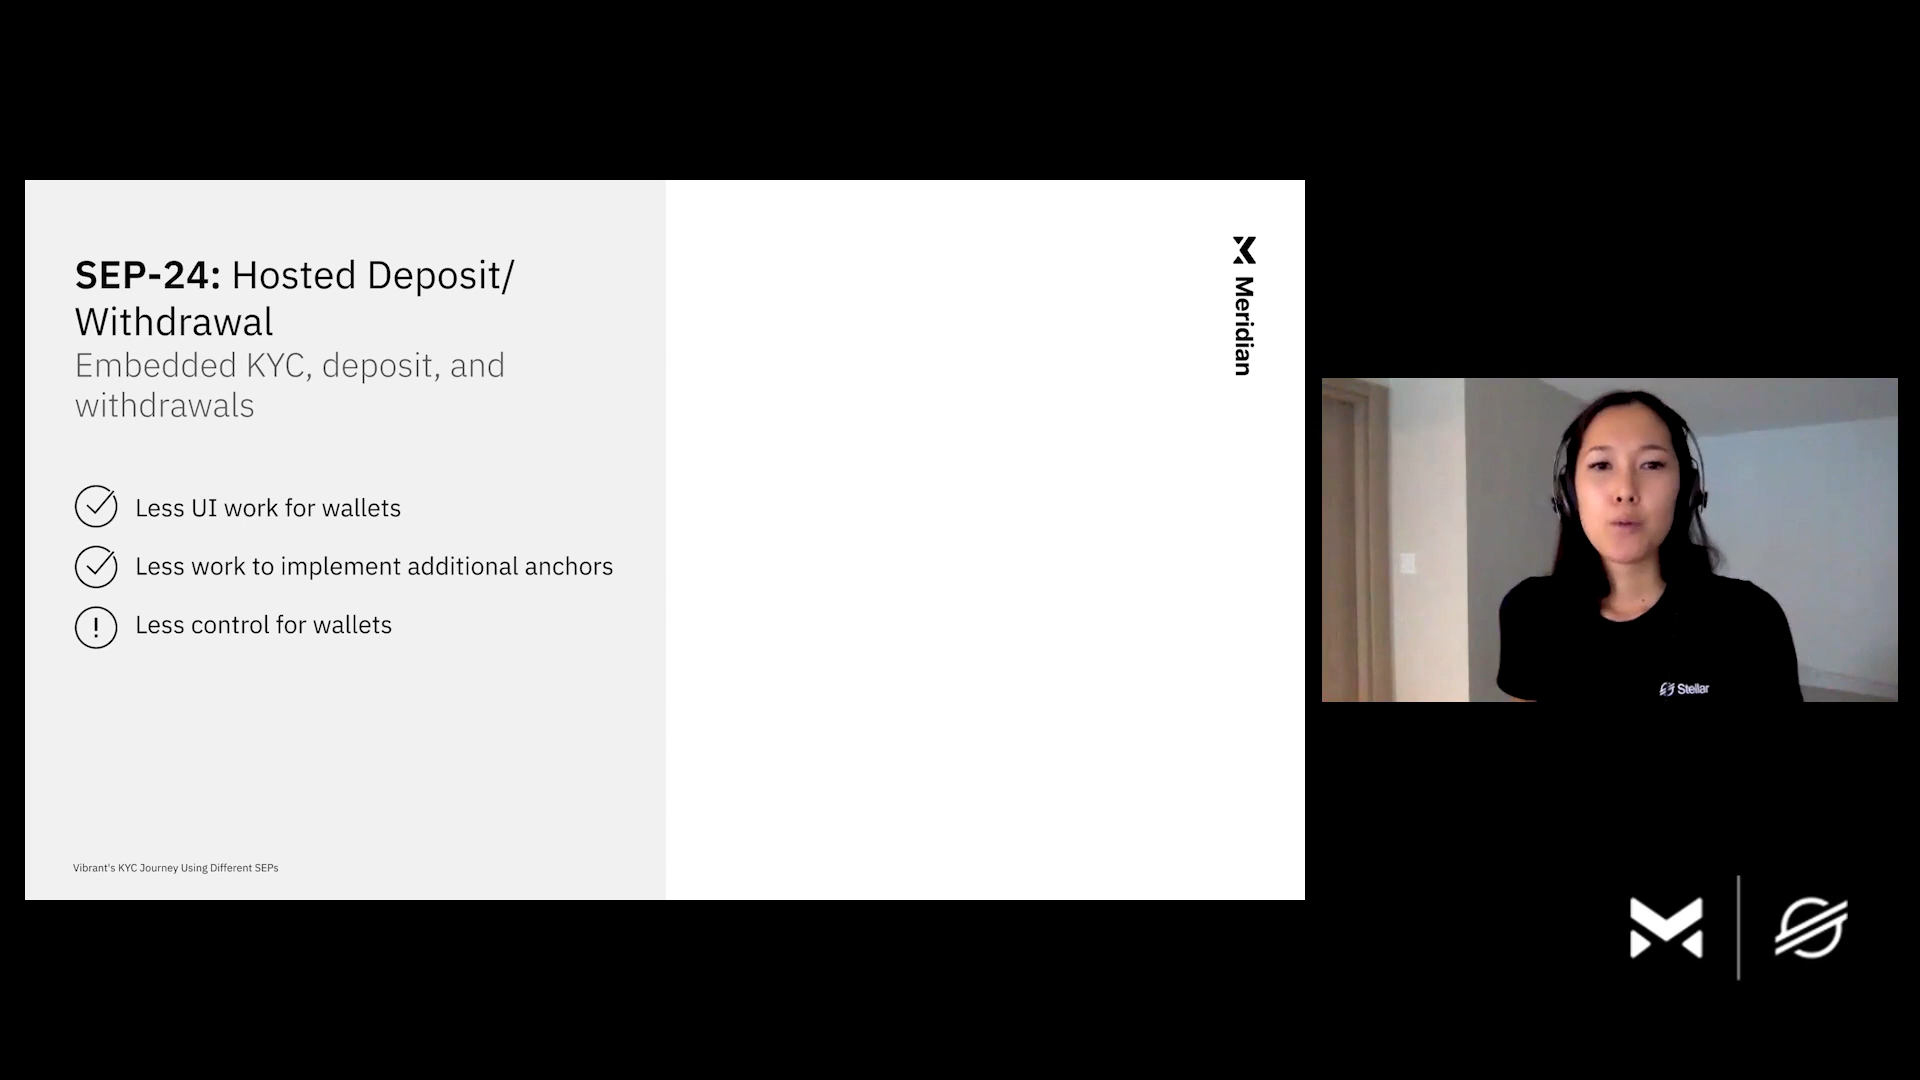 SEP-24: Hosted Deposit/
Withdrawal
Embedded KYC, deposit, and
withdrawals
Less UI work for wallets
Less work to implement additional anchors
! Less control for wallets
Vibrant's KYC Journey Using Different SEPs
Meridian
Stellar